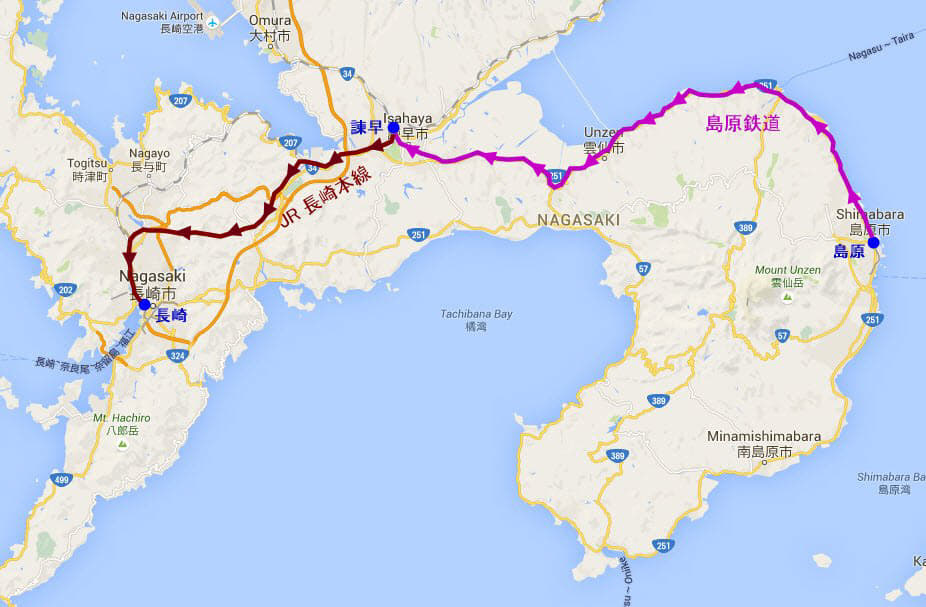 Nagasaki Airport
長崎空港
Omura
大村市
Nagasu ~ Taira
34
207
251
Isahaya
諫早
早市
島原鉄道
Unzen
雲仙市
207
Nagayo
長与町
34
Togitsu
時津町
251
JR 長崎本線
NAGASAKI
Shimabara
島原市
389
251
島原
57
Mount Unzen
雲仙岳
Nagasaki
長崎市
202
長崎
Tachibana Bay
橘湾
251
57
長崎~奈良尾~奈留島~福江
324
389
Mt. Hachiro
八郎岳
Minamishimabara
南島原市
389
499
Shimabara Ba
島原湾
251
Ka
su ~ Oniike